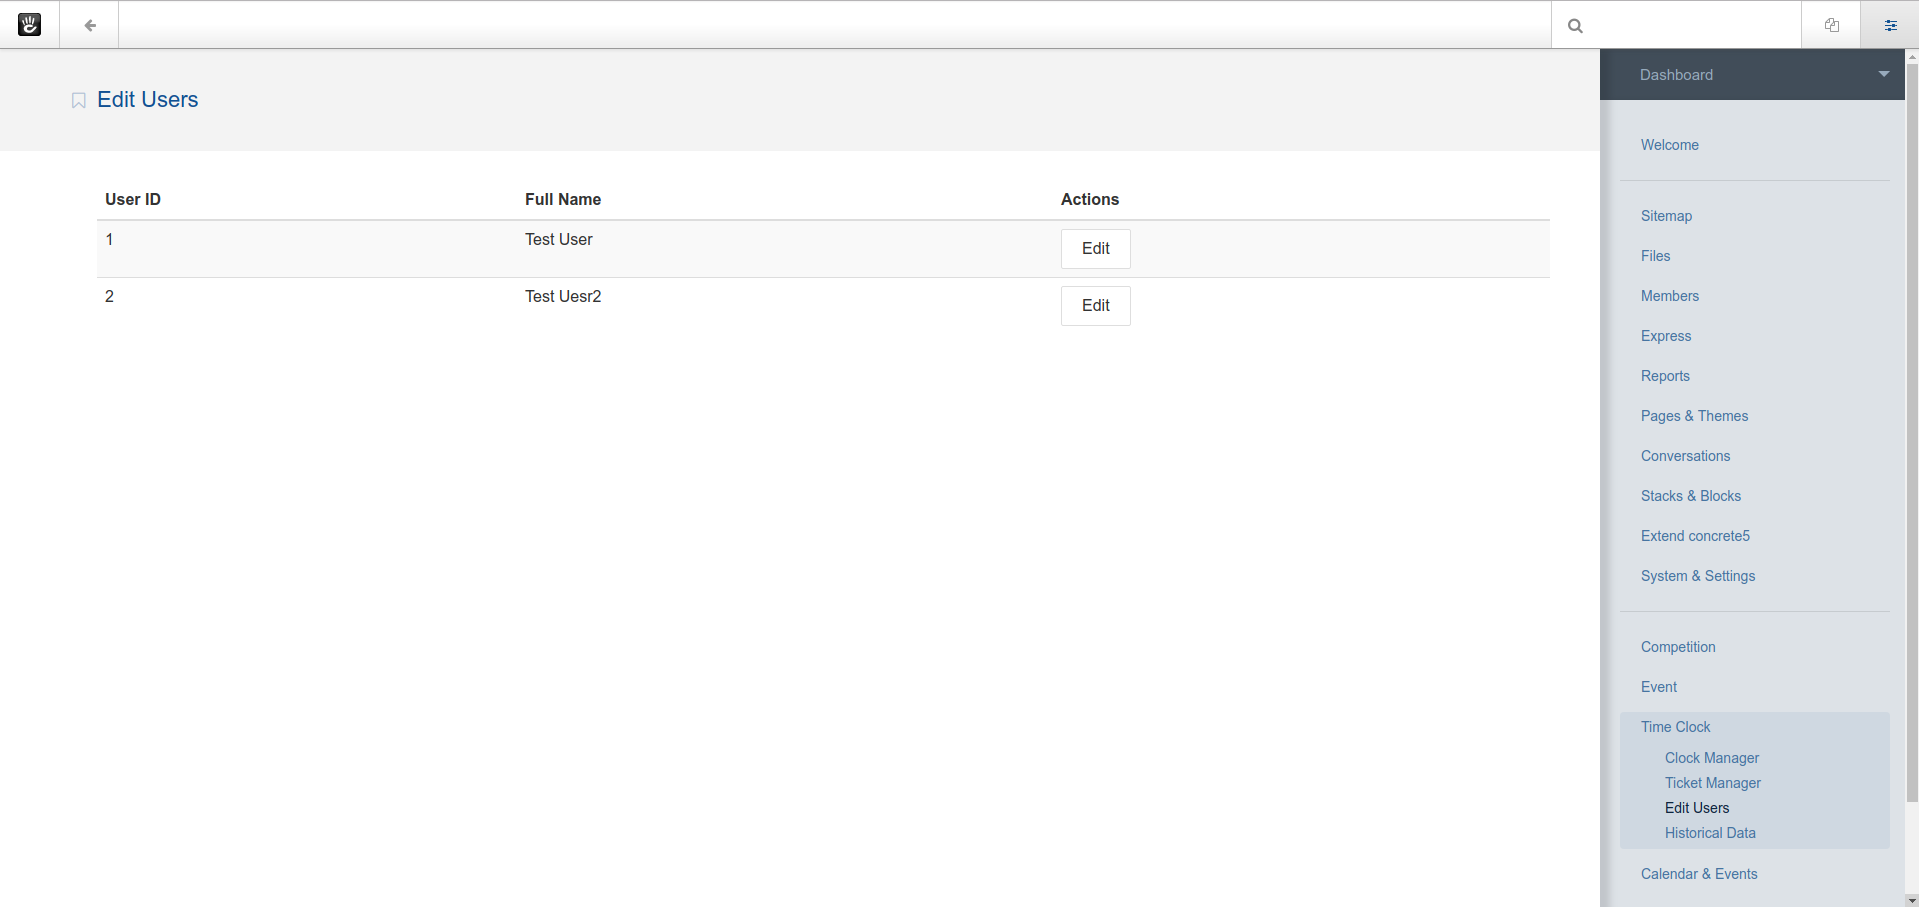 Dashboard
Edit Users
Welcome
User ID Full Name Actions
1 Test User Edit
2 Test Uesr2 Edit
Sitemap
Files
Members
Express
Reports
Pages & Themes
Conversations
Stacks & Blocks
Extend concrete5
System & Settings
Competition
Event
Time Clock
Clock Manager
Ticket Manager
Edit Users
Historical Data
Calendar & Events